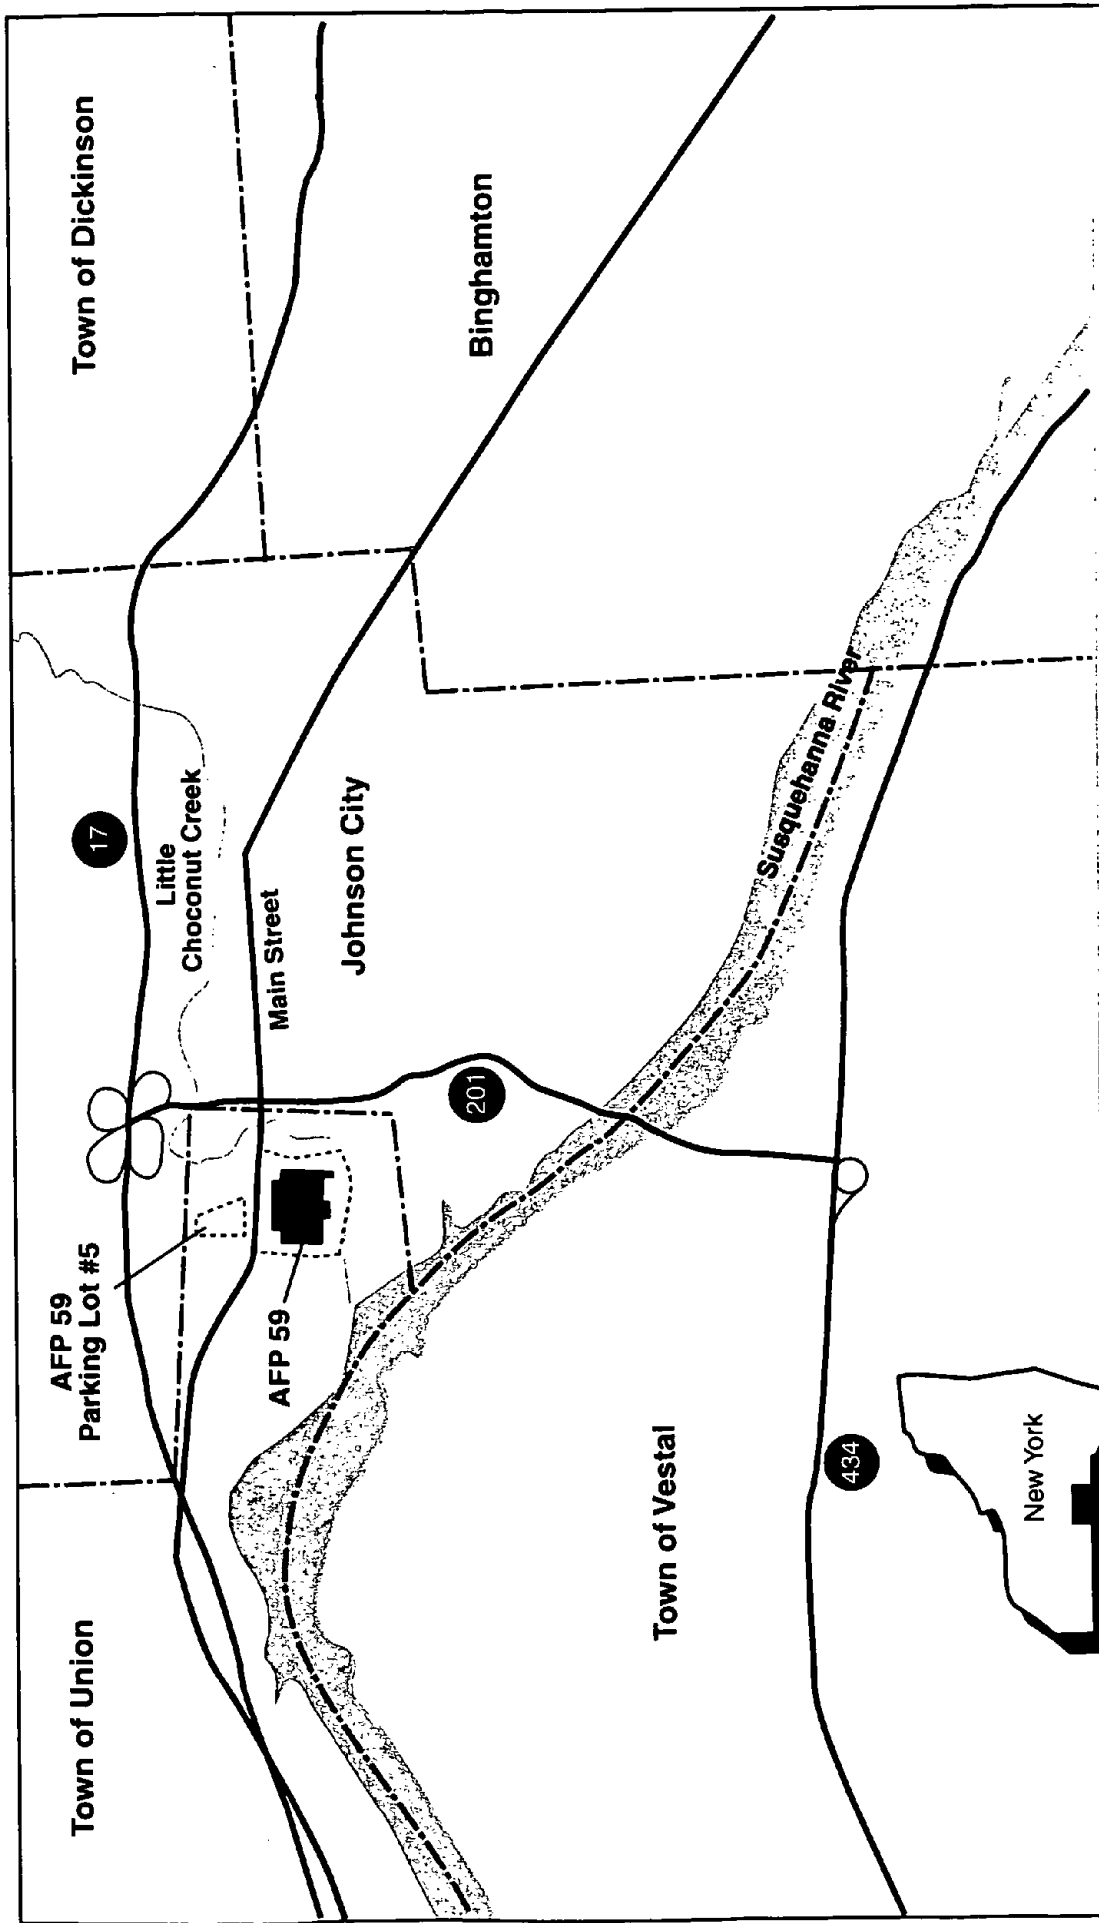 Town of Union
AFP 59
Parking Lot #5
17
Town of Dickinson
Little
Choconut Creek
Main Street
AFP 59
Johnson City
Binghamton
201
Susquehanna River
Town of Vestal
434
New York